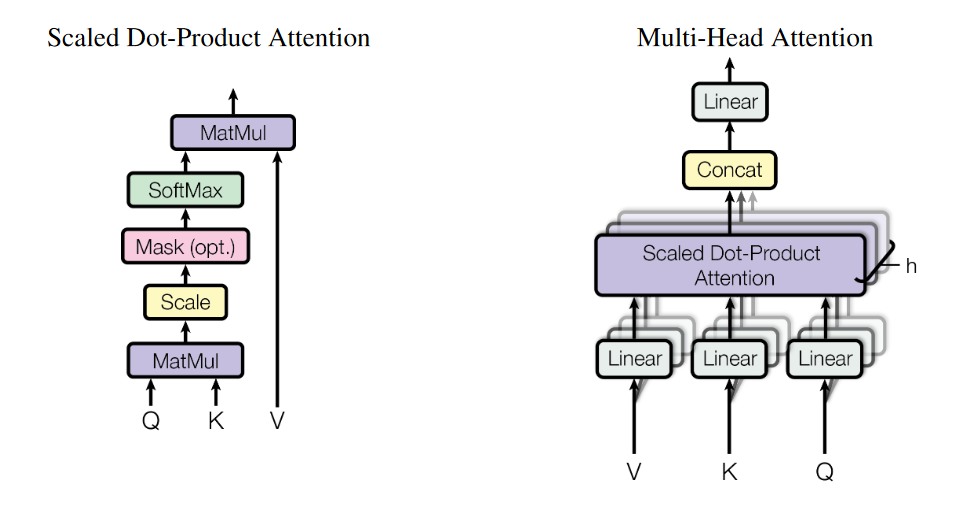 Scaled Dot-Product Attention
MatMul
SoftMax
Mask (opt.)
Scale
MatMul
Q K V
Multi-Head Attention
Linear
Concat
Scaled Dot-Product
Attention
h
Linear Linear Linear
V K Q